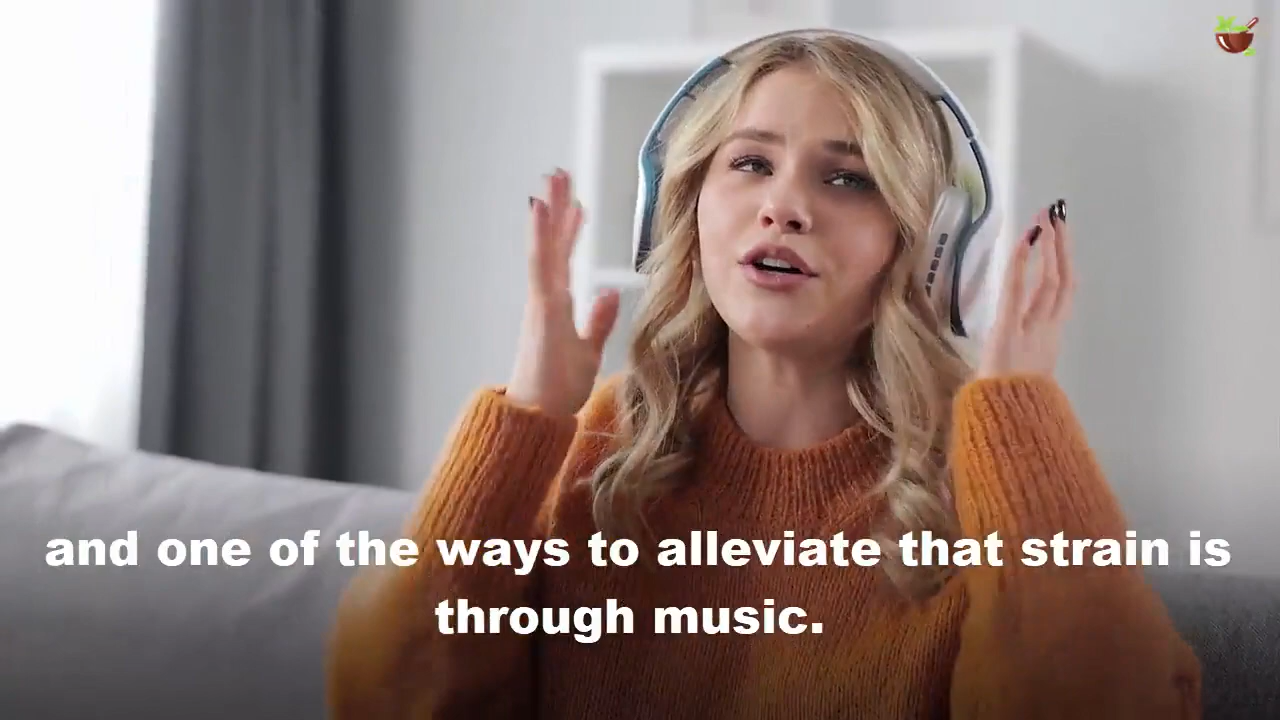 and one of the ways to alleviate that strain is
through music.